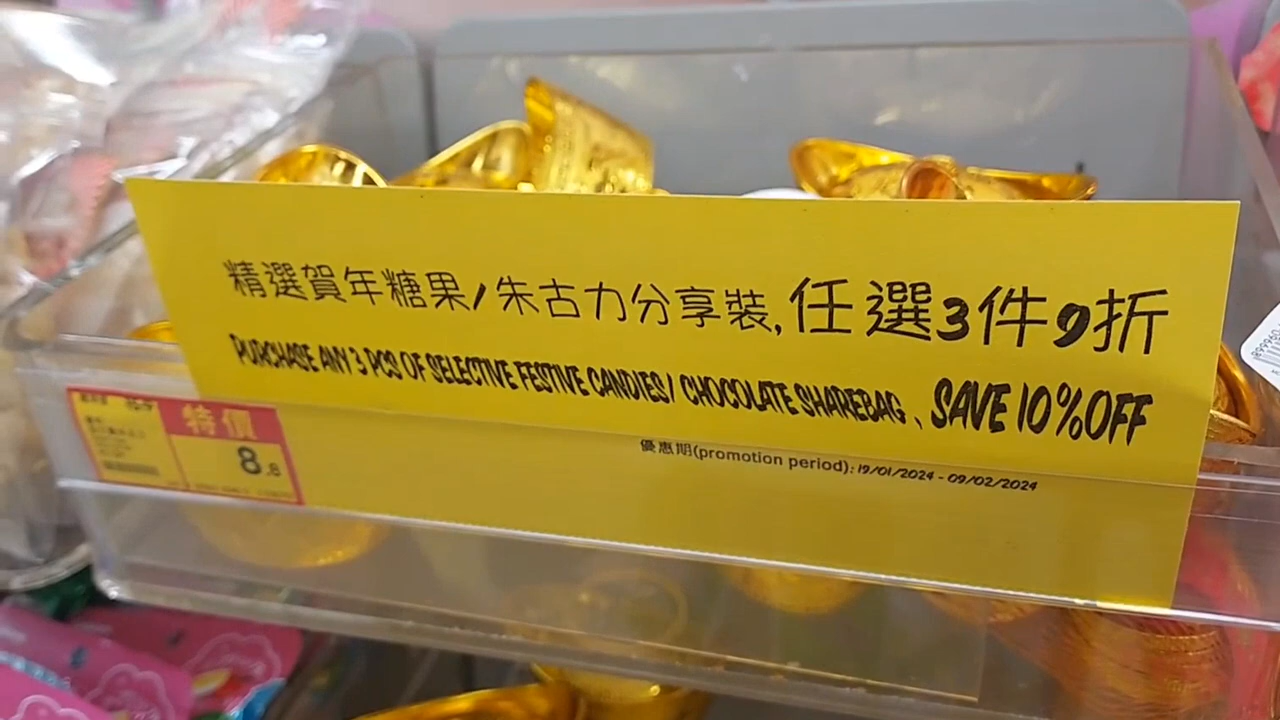 精選賀年糖果/朱古力分享裝,任選3件9折
PURCHASE ANY 3 PCS OF SELECTIVE FESTIVE CANDIES/ CHOCOLATE SHAREBAG 、SAVE 10%OFF
優惠期(promotion period): 19/01/2024 - 09/02/2024
特價
8.8